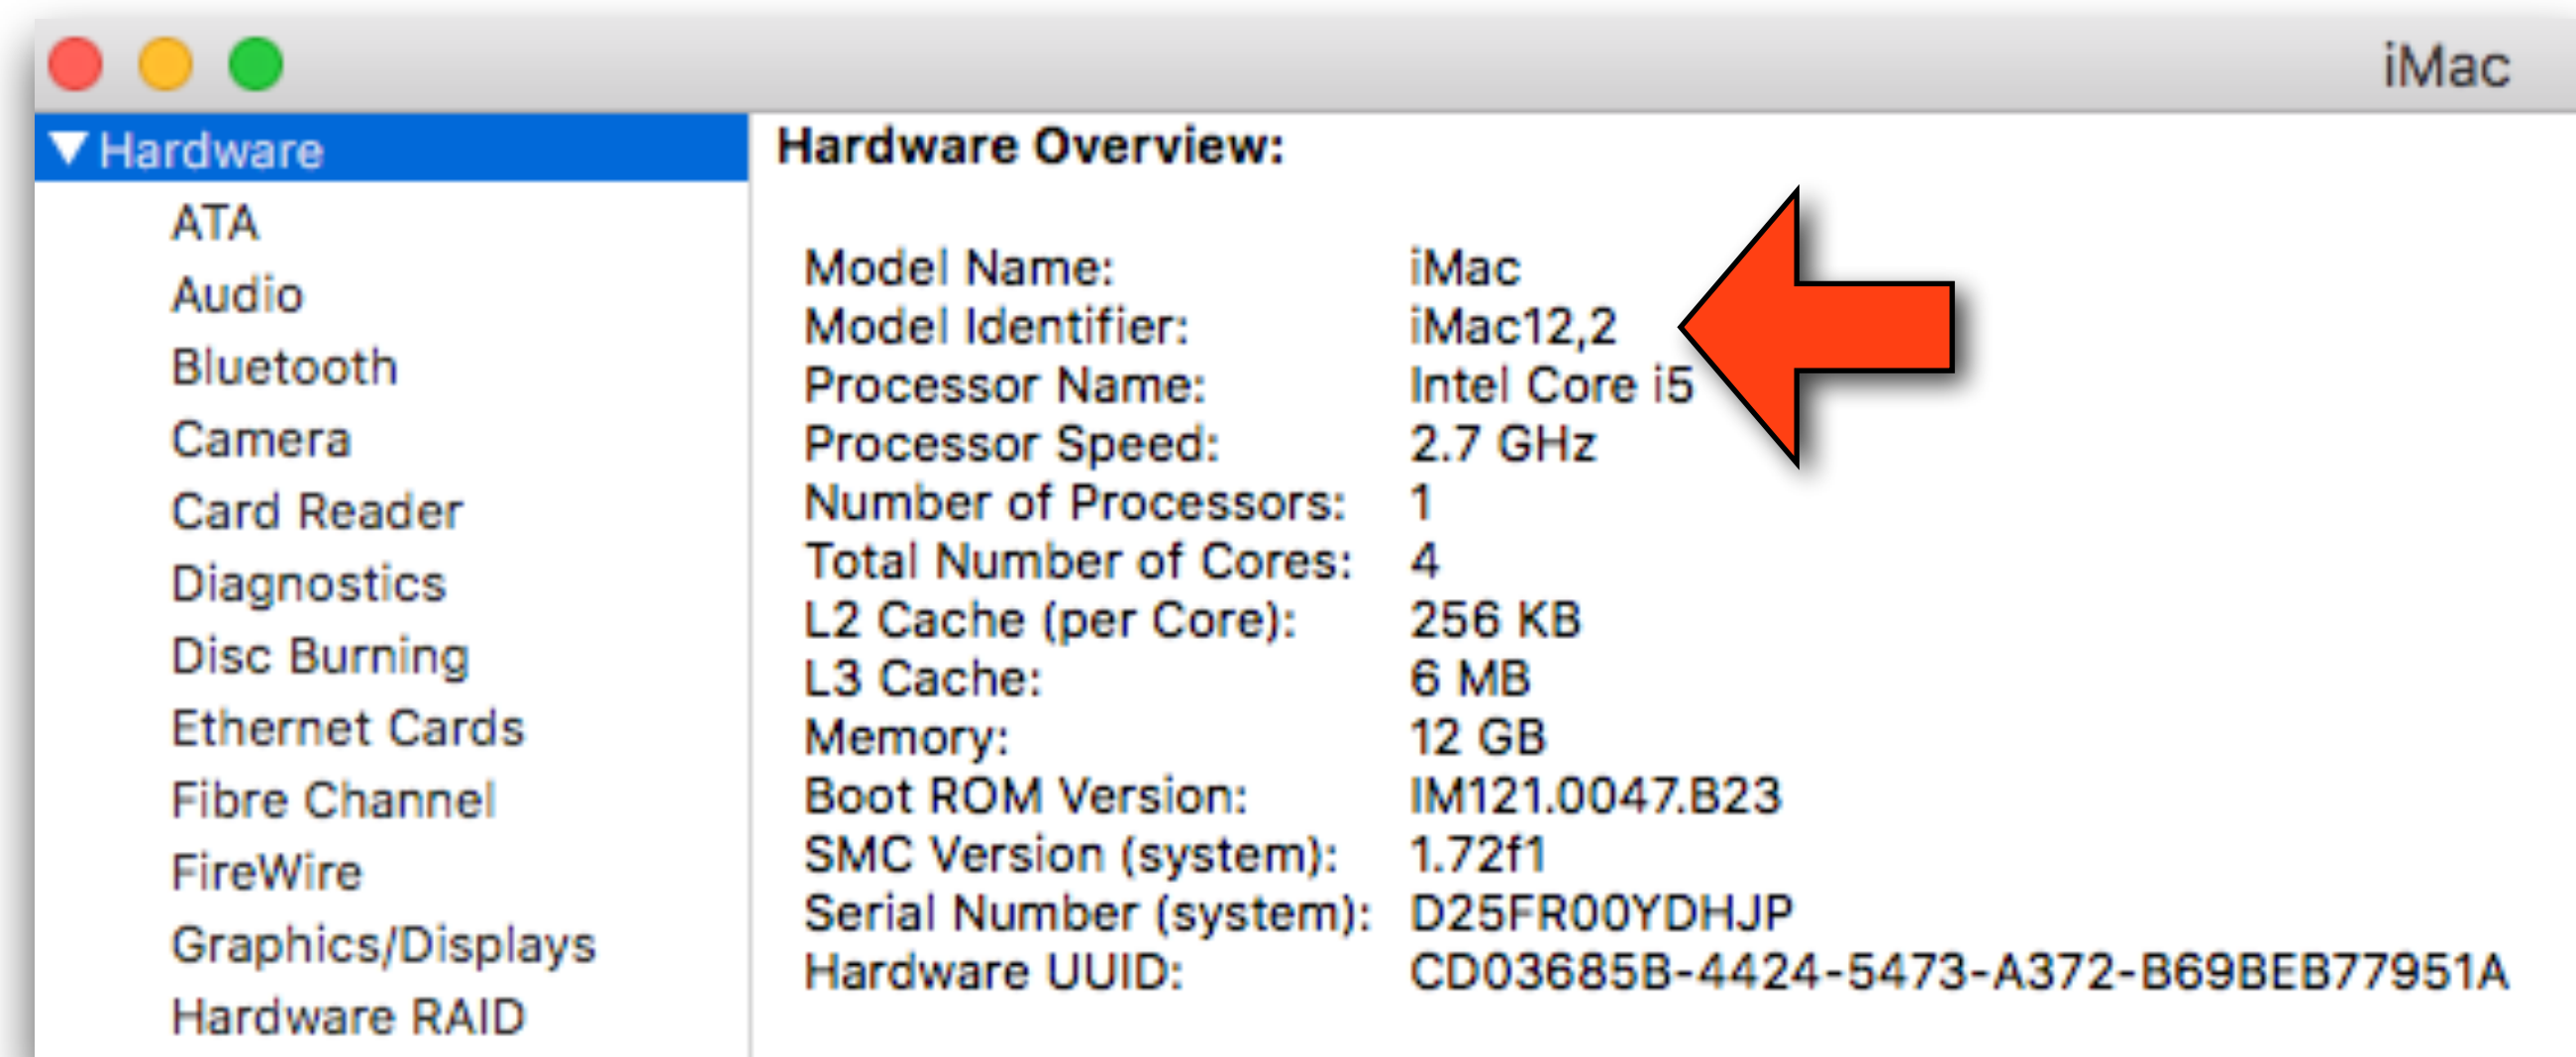 iMac
Hardware
ATA
Audio
Bluetooth
Camera
Card Reader
Diagnostics
Disc Burning
Ethernet Cards
Fibre Channel
FireWire
Graphics/Displays
Hardware RAID
Hardware Overview:
Model Name: iMac
Model Identifier: iMac12,2
Processor Name: Intel Core i5
Processor Speed: 2.7 GHz
Number of Processors: 1
Total Number of Cores: 4
L2 Cache (per Core): 256 KB
L3 Cache: 6 MB
Memory: 12 GB
Boot ROM Version: IM121.0047.B23
SMC Version (system): 1.72f1
Serial Number (system): D25FR00YDHJP
Hardware UUID: CD03685B-4424-5473-A372-B69BEB77951A